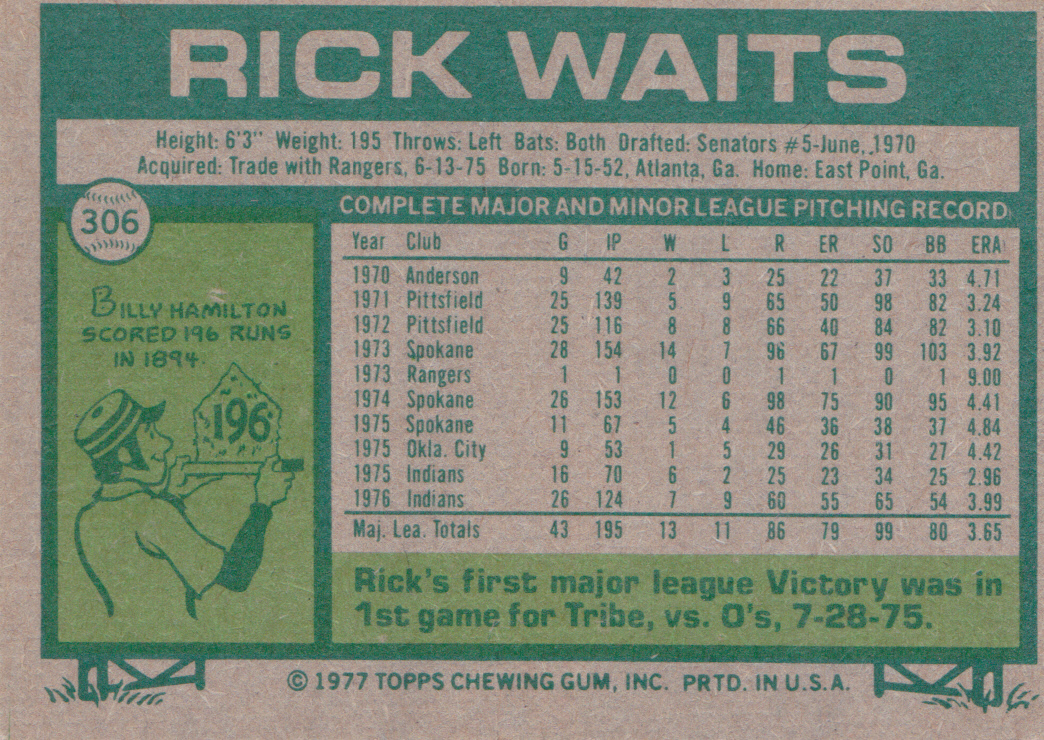 RICK WAITS
Height: 6'3" Weight: 195 Throws: Left Bats: Both Drafted: Senators #5-June, 1970
Acquired: Trade with Rangers, 6-13-75 Born: 5-15-52, Atlanta, Ga. Home: East Point, Ga.
306
BILLY HAMILTON
SCORED 196 RUNS
IN 1894.
196
COMPLETE MAJOR AND MINOR LEAGUE PITCHING RECORD
Year Club G IP W L R ER SO BB ERA
1970 Anderson 9 42 2 3 25 22 37 33 4.71
1971 Pittsfield 25 139 5 9 65 50 98 82 3.24
1972 Pittsfield 25 116 8 8 66 40 84 82 3.10
1973 Spokane 28 154 14 7 96 67 99 103 3.92
1973 Rangers 1 1 0 0 1 1 0 1 9.00
1974 Spokane 26 153 12 6 98 75 90 95 4.41
1975 Spokane 11 67 5 4 46 36 38 37 4.84
1975 Okla. City 9 53 1 5 29 26 31 27 4.42
1975 Indians 16 70 6 2 25 23 34 25 2.96
1976 Indians 26 124 7 9 60 55 65 54 3.99
Maj. Lea. Totals 43 195 13 11 86 79 99 80 3.65
Rick's first major league Victory was in
1st game for Tribe, vs. O's, 7-28-75.
© 1977 TOPPS CHEWING GUM, INC. PRTD. IN U.S.A.